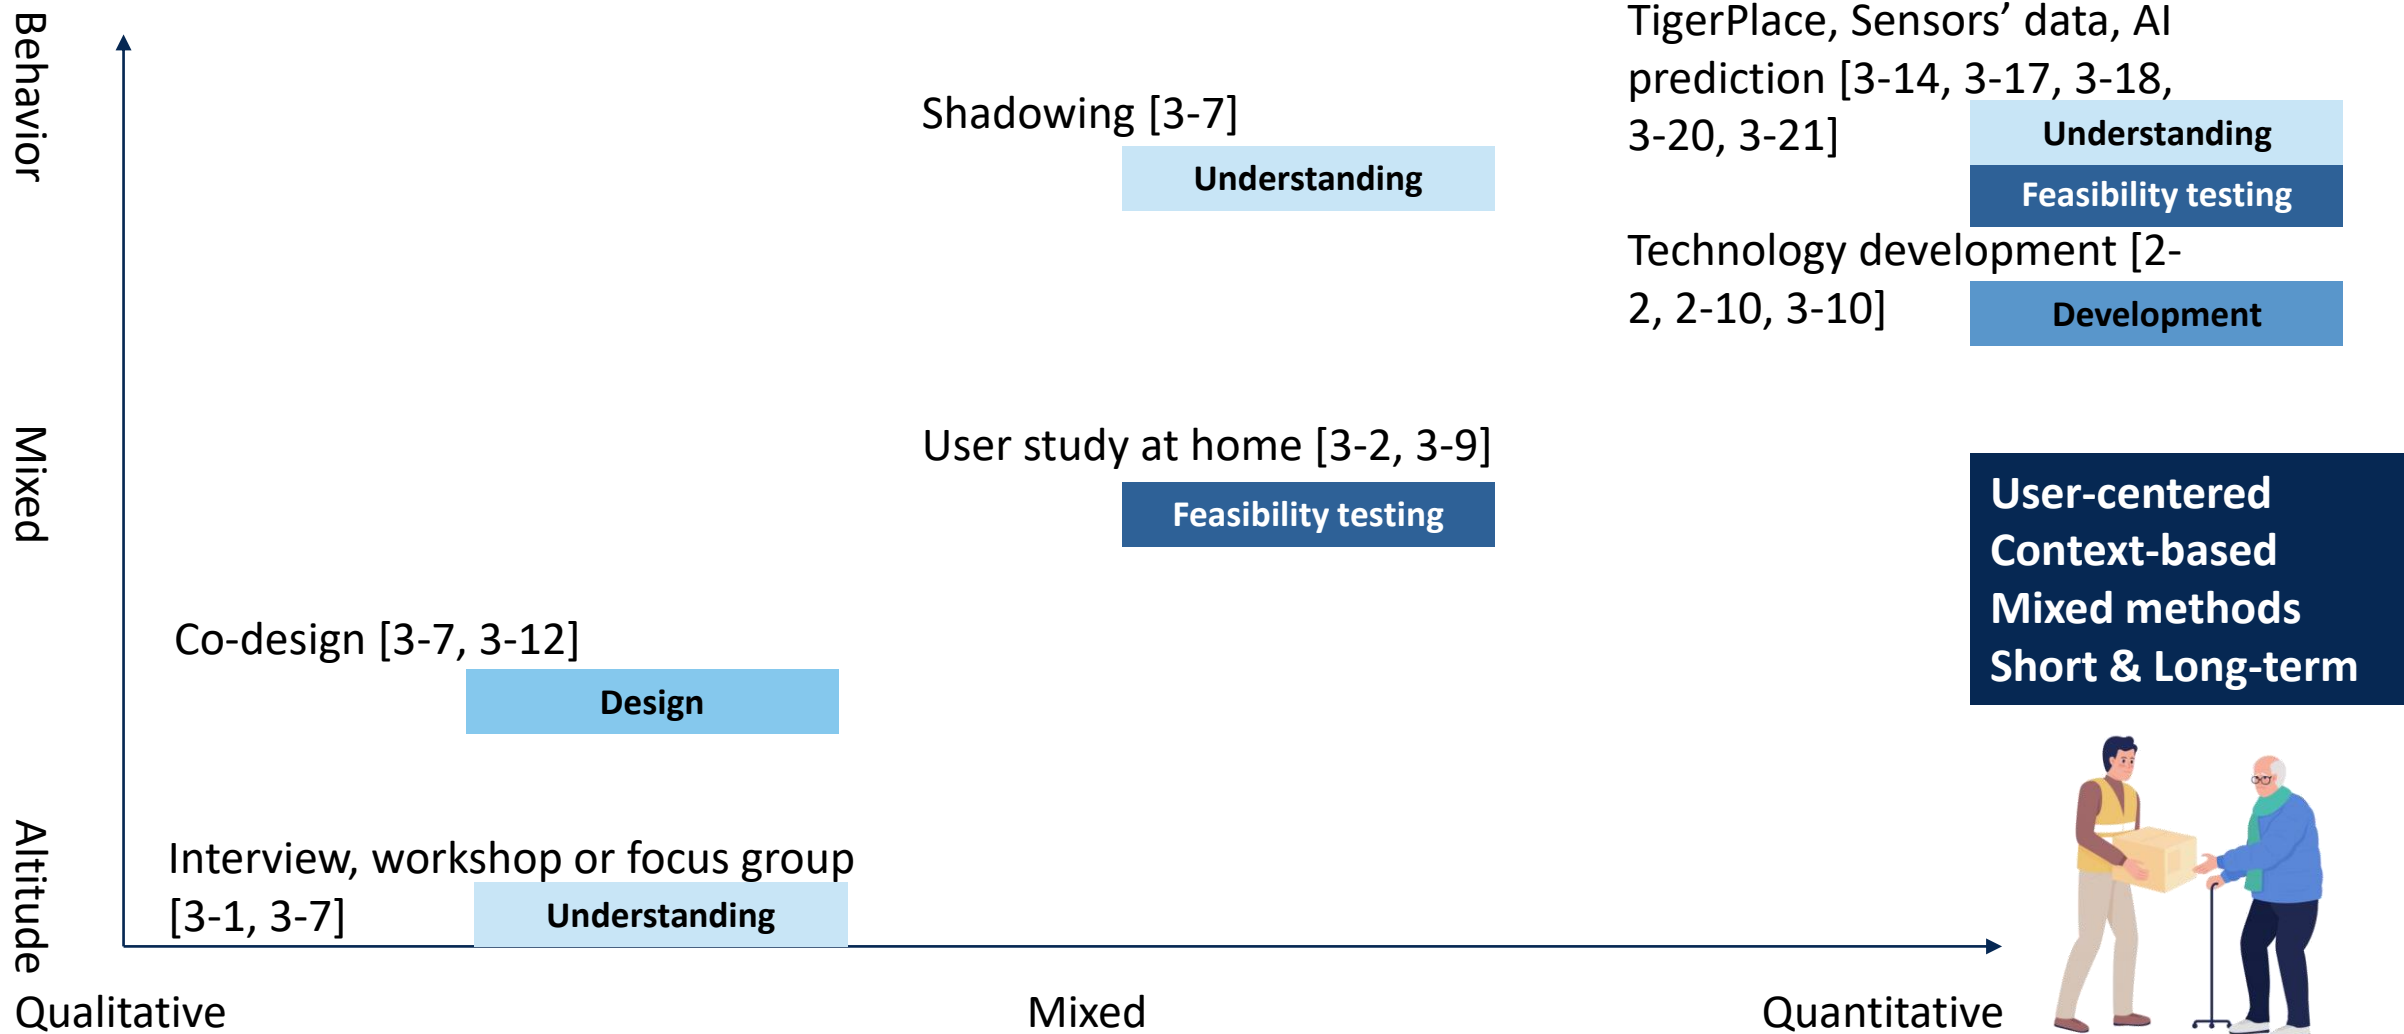 Behavior
Mixed
Altitude
TigerPlace, Sensors’ data, AI
prediction [3-14, 3-17, 3-18,
3-20, 3-21]
Understanding
Feasibility testing
Shadowing [3-7]
Understanding
Technology development [2-
2, 2-10, 3-10]
Development
User study at home [3-2, 3-9]
Feasibility testing
User-centered
Context-based
Mixed methods
Short & Long-term
Co-design [3-7, 3-12]
Design
Interview, workshop or focus group
[3-1, 3-7]
Understanding
Qualitative
Mixed
Quantitative